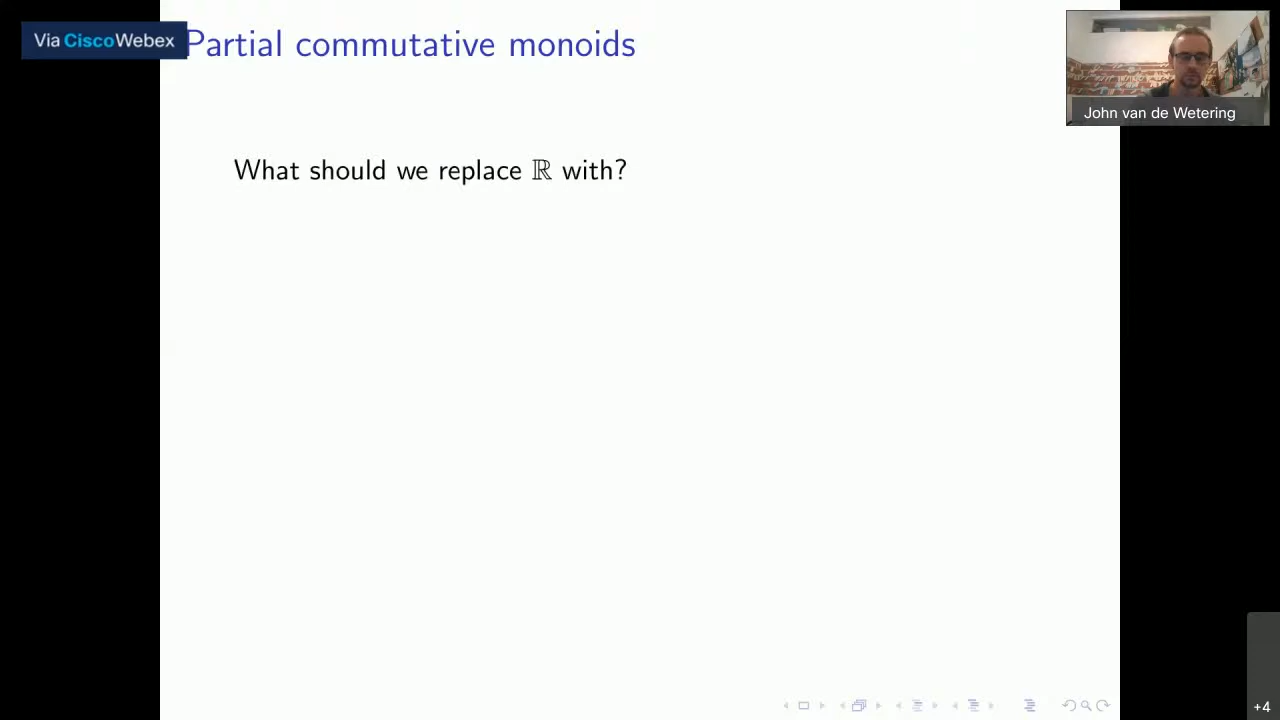 Via CiscoWebex
Partial commutative monoids
John van de Wetering
What should we replace ℝ with?
+4